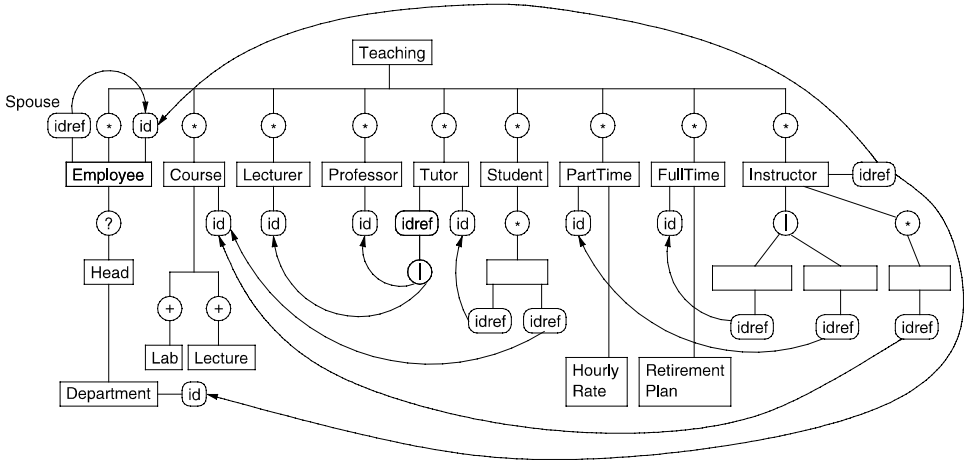 Teaching
Spouse
idref
*
id
*
*
*
*
*
*
*
*
Employee
Course
Lecturer
Professor
Tutor
Student
PartTime
FullTime
Instructor
idref
?
id
id
id
idref
id
*
id
id
|
*
Head
|
+
+
idref
idref
idref
idref
idref
Lab
Lecture
Hourly
Rate
Retirement
Plan
Department
id